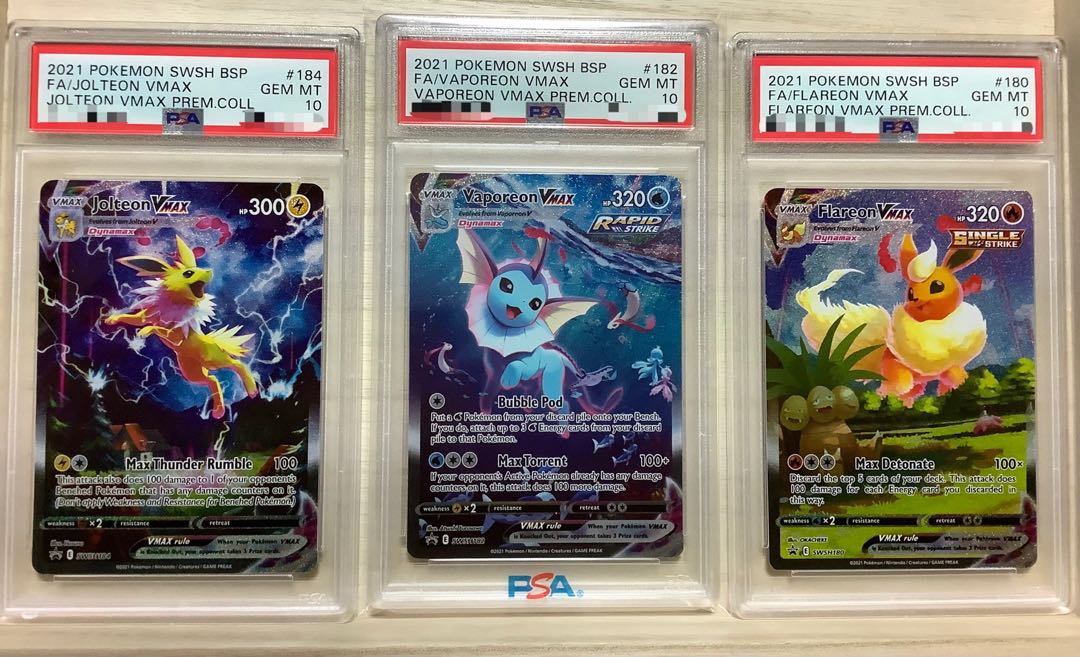 2021 POKEMON SWSH BSP #184
FA/JOLTEON VMAX GEM MT
JOLTEON VMAX PREM.COLL. 10
PSA
VMAX Jolteon VMAX HP 300
Evolves from Jolteon V
Dynamax
Max Thunder Rumble 100
This attack also does 100 damage to 1 of your opponent's
Benched Pokémon that has any damage counters on it.
(Don't apply Weakness and Resistance for Benched Pokémon.)
weakness ×2 resistance retreat
VMAX rule When your Pokémon VMAX
is Knocked Out, your opponent takes 3 Prize cards.
SWSH184
©2021 Pokémon / Nintendo / Creatures / GAME FREAK
2021 POKEMON SWSH BSP #182
FA/VAPOREON VMAX GEM MT
VAPOREON VMAX PREM.COLL. 10
PSA
VMAX Vaporeon VMAX HP 320
Evolves from Vaporeon V
Dynamax
RAPID
STRIKE
Bubble Pod
Put a Pokémon from your discard pile onto your Bench.
If you do, attach up to 3 Energy cards from your discard
pile to that Pokémon.
Max Torrent 100+
If your opponent's Active Pokémon already has any damage
counters on it, this attack does 100 more damage.
weakness ×2 resistance retreat
VMAX rule When your Pokémon VMAX
is Knocked Out, your opponent takes 3 Prize cards.
SWSH182
©2021 Pokémon / Nintendo / Creatures / GAME FREAK
PSA
2021 POKEMON SWSH BSP #180
FA/FLAREON VMAX GEM MT
FLAREON VMAX PREM.COLL. 10
PSA
VMAX Flareon VMAX HP 320
Evolves from Flareon V
Dynamax
SINGLE
STRIKE
Max Detonate 100×
Discard the top 5 cards of your deck. This attack does
100 damage for each Energy card you discarded in
this way.
weakness ×2 resistance retreat
Illus. OKACHEKE
VMAX rule When your Pokémon VMAX
is Knocked Out, your opponent takes 3 Prize cards.
SWSH180
©2021 Pokémon / Nintendo / Creatures / GAME FREAK